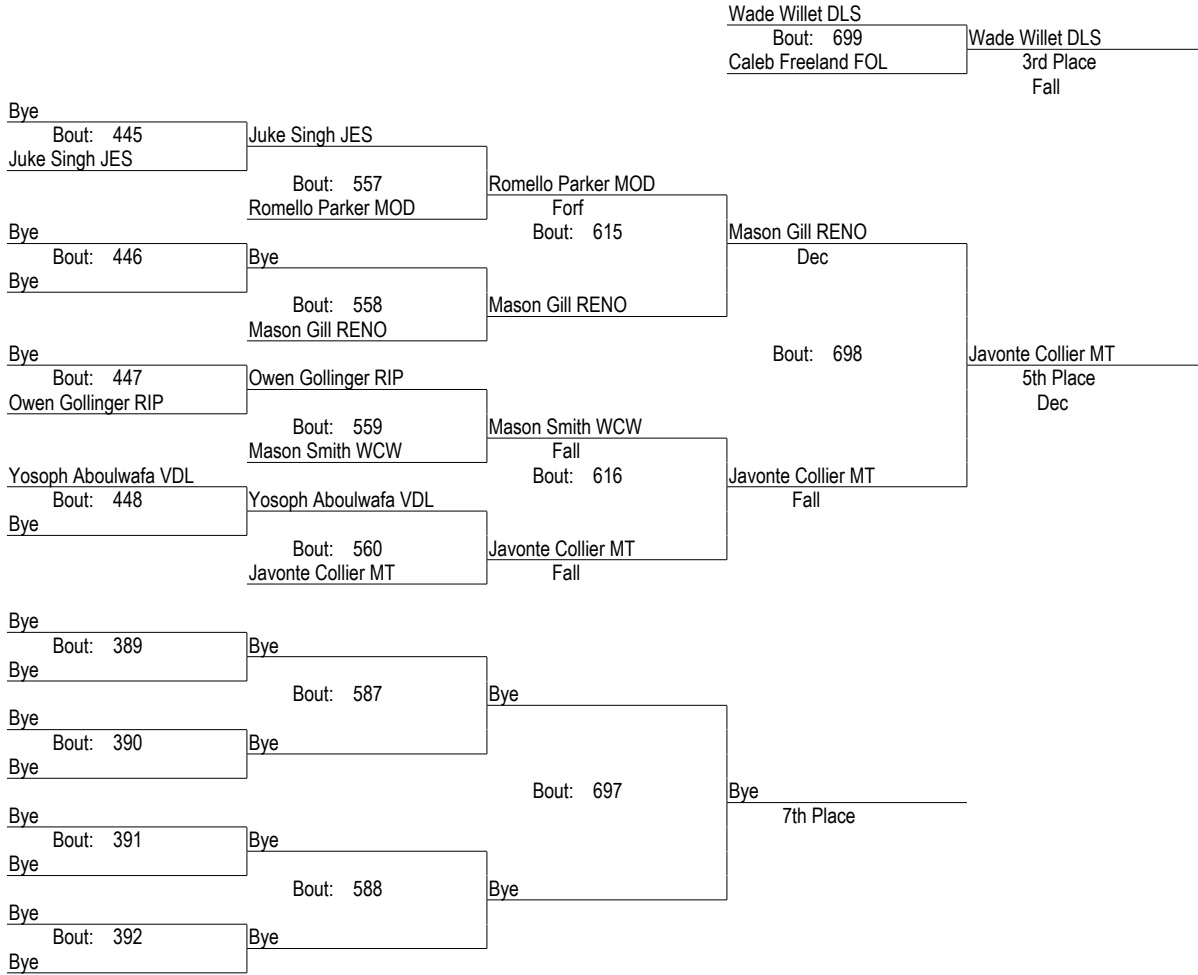 Wade Willet DLS
Bout: 699 Wade Willet DLS
Caleb Freeland FOL 3rd Place
Fall
Bye
Bout: 445 Juke Singh JES
Juke Singh JES
Bout: 557 Romello Parker MOD
Romello Parker MOD Forf
Bye Bout: 615 Mason Gill RENO
Bout: 446 Bye Dec
Bye
Bout: 558 Mason Gill RENO
Mason Gill RENO
Bye Bout: 698 Javonte Collier MT
Bout: 447 Owen Gollinger RIP 5th Place
Owen Gollinger RIP Dec
Bout: 559 Mason Smith WCW
Mason Smith WCW Fall
Yosoph Aboulwafa VDL Bout: 616 Javonte Collier MT
Bout: 448 Yosoph Aboulwafa VDL Fall
Bye
Bout: 560 Javonte Collier MT
Javonte Collier MT Fall
Bye
Bout: 389 Bye
Bye
Bout: 587 Bye
Bye
Bout: 390 Bye
Bye
Bout: 697 Bye
Bye 7th Place
Bout: 391 Bye
Bye
Bout: 588 Bye
Bye
Bout: 392 Bye
Bye